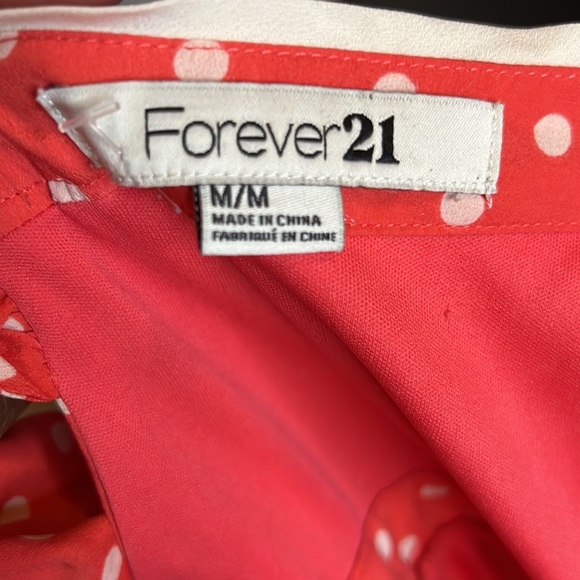 Forever21
M/M
MADE IN CHINA
FABRIQUÉ EN CHINE